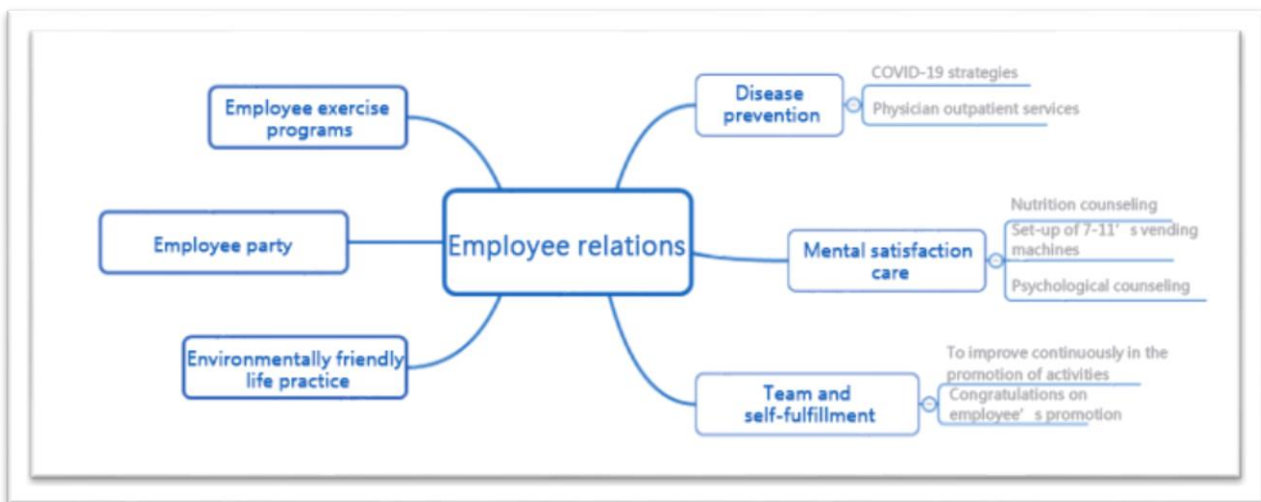 Employee exercise
programs
Employee party
Environmentally friendly
life practice
Employee relations
Disease
prevention
COVID-19 strategies
Physician outpatient services
Mental satisfaction
care
Nutrition counseling
Set-up of 7-11' s vending
machines
Psychological counseling
Team and
self-fulfillment
To improve continuously in the
promotion of activities
Congratulations on
employee' s promotion